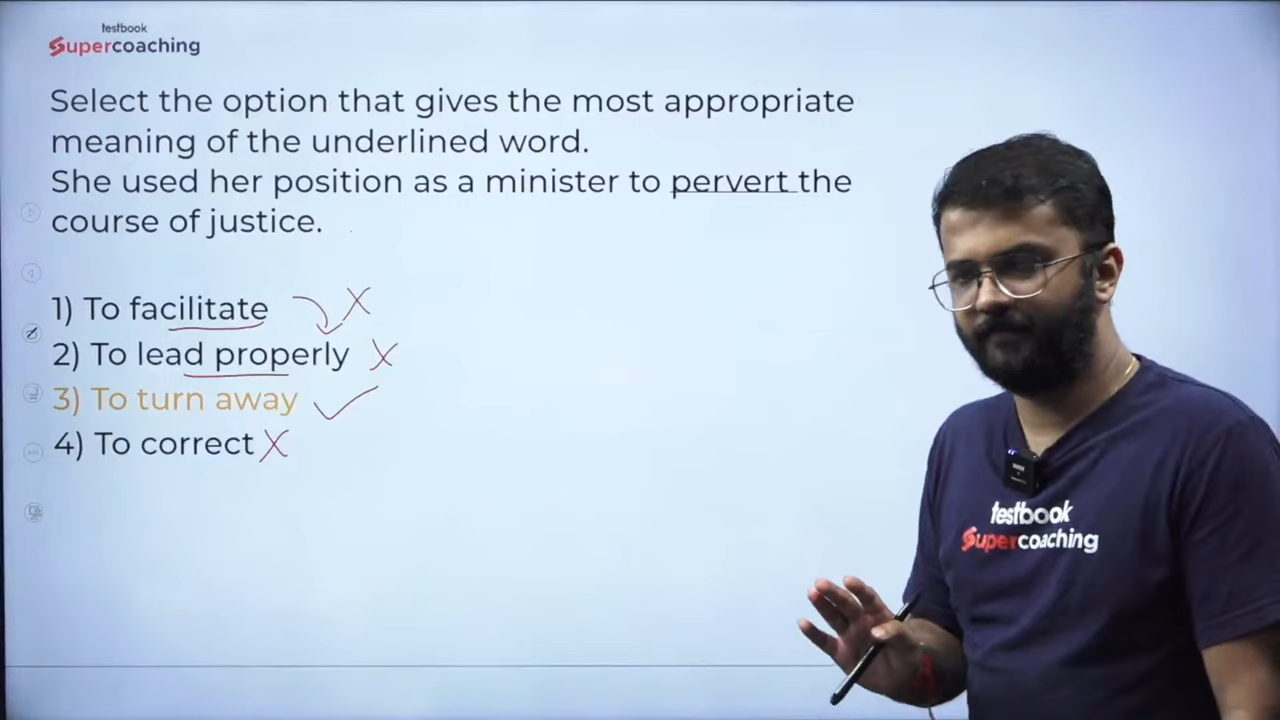 testbook
Supercoaching
Select the option that gives the most appropriate
meaning of the underlined word.
She used her position as a minister to pervert the
course of justice.
1) To facilitate
2) To lead properly
3) To turn away
4) To correct
testbook
Supercoaching